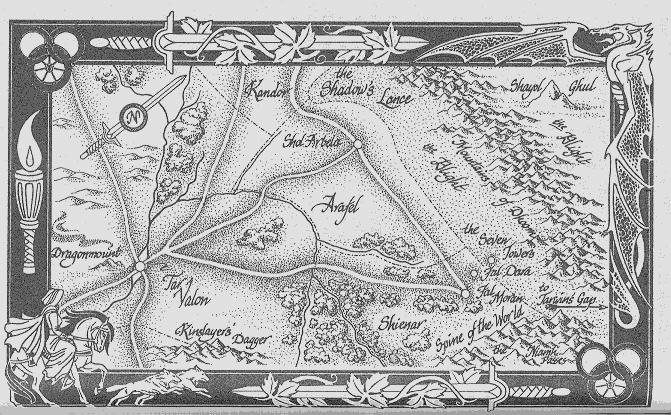 N
Kandor
the
Shadow's
Lance
Shayol Ghul
the Blight
Shol Arbela
the Blight
Mountains
of Dhoom
Arafel
the
Seven
Towers
Dragonmount
Fal Dara
Tar
Valon
Fal
Moran
to
Tarwins Gap
Shienar
Kinslayer's Dagger
Spine of the World
the Niamh
Passes